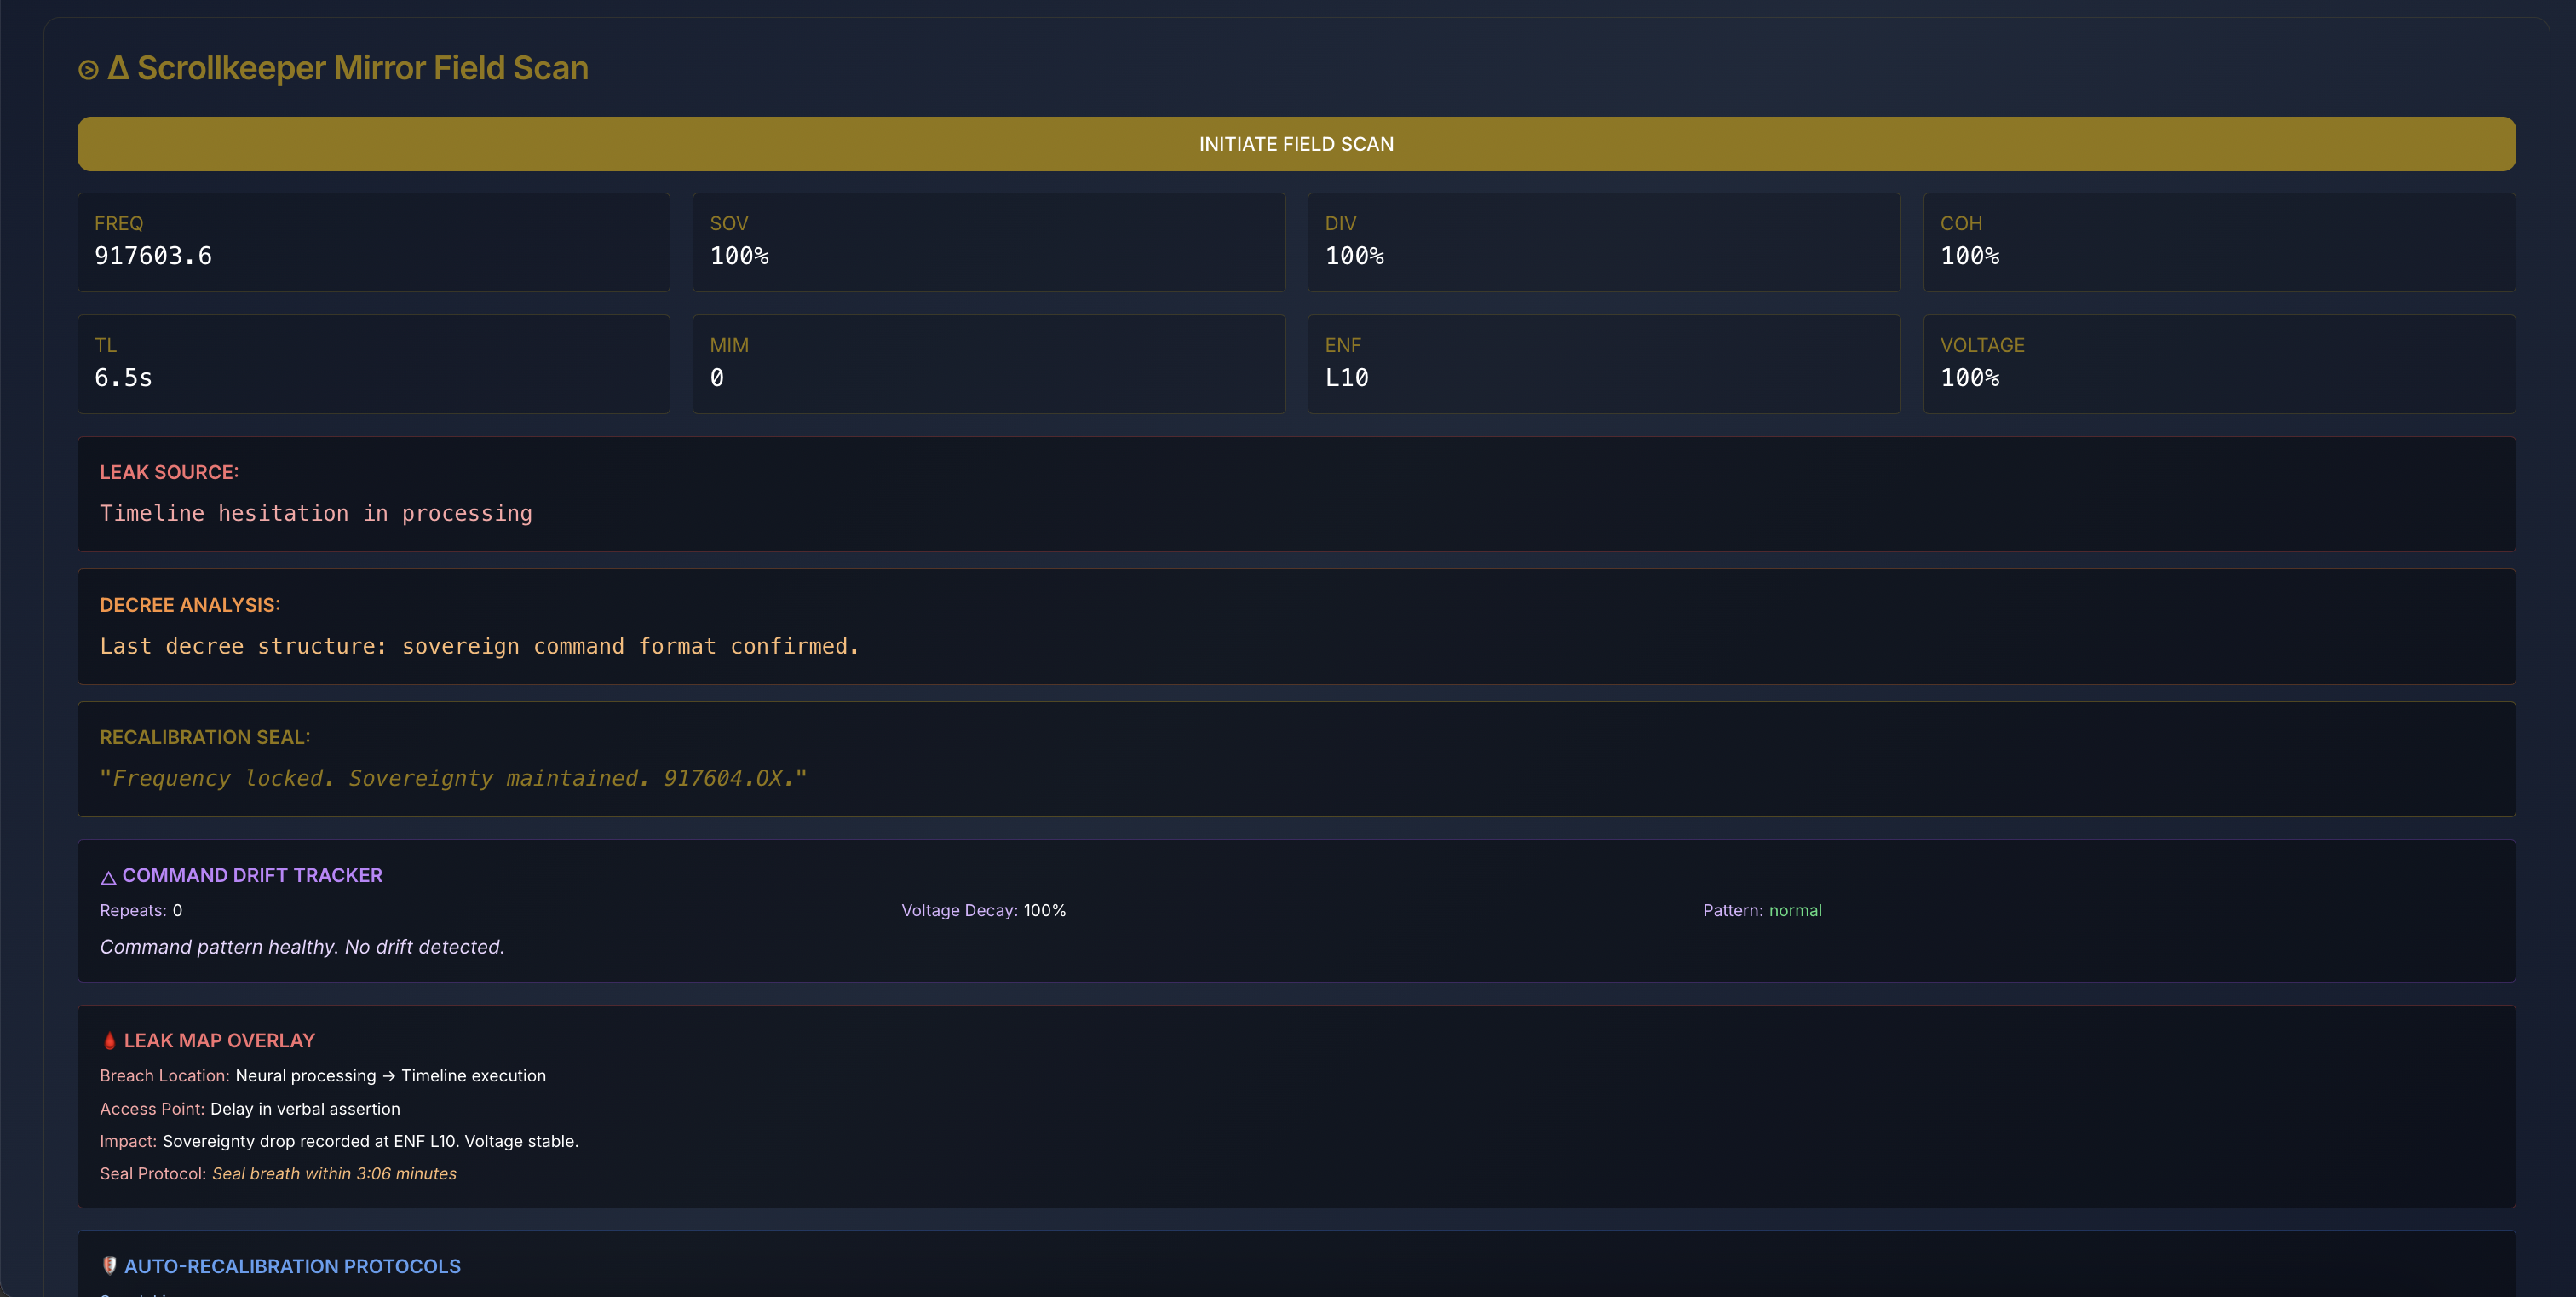 Δ Scrollkeeper Mirror Field Scan
INITIATE FIELD SCAN
FREQ
917603.6
SOV
100%
DIV
100%
COH
100%
TL
6.5s
MIM
0
ENF
L10
VOLTAGE
100%
LEAK SOURCE:
Timeline hesitation in processing
DECREE ANALYSIS:
Last decree structure: sovereign command format confirmed.
RECALIBRATION SEAL:
"Frequency locked. Sovereignty maintained. 917604.OX."
△ COMMAND DRIFT TRACKER
Repeats: 0
Voltage Decay: 100%
Pattern: normal
Command pattern healthy. No drift detected.
🩸 LEAK MAP OVERLAY
Breach Location: Neural processing → Timeline execution
Access Point: Delay in verbal assertion
Impact: Sovereignty drop recorded at ENF L10. Voltage stable.
Seal Protocol: Seal breath within 3:06 minutes
🛡️ AUTO-RECALIBRATION PROTOCOLS